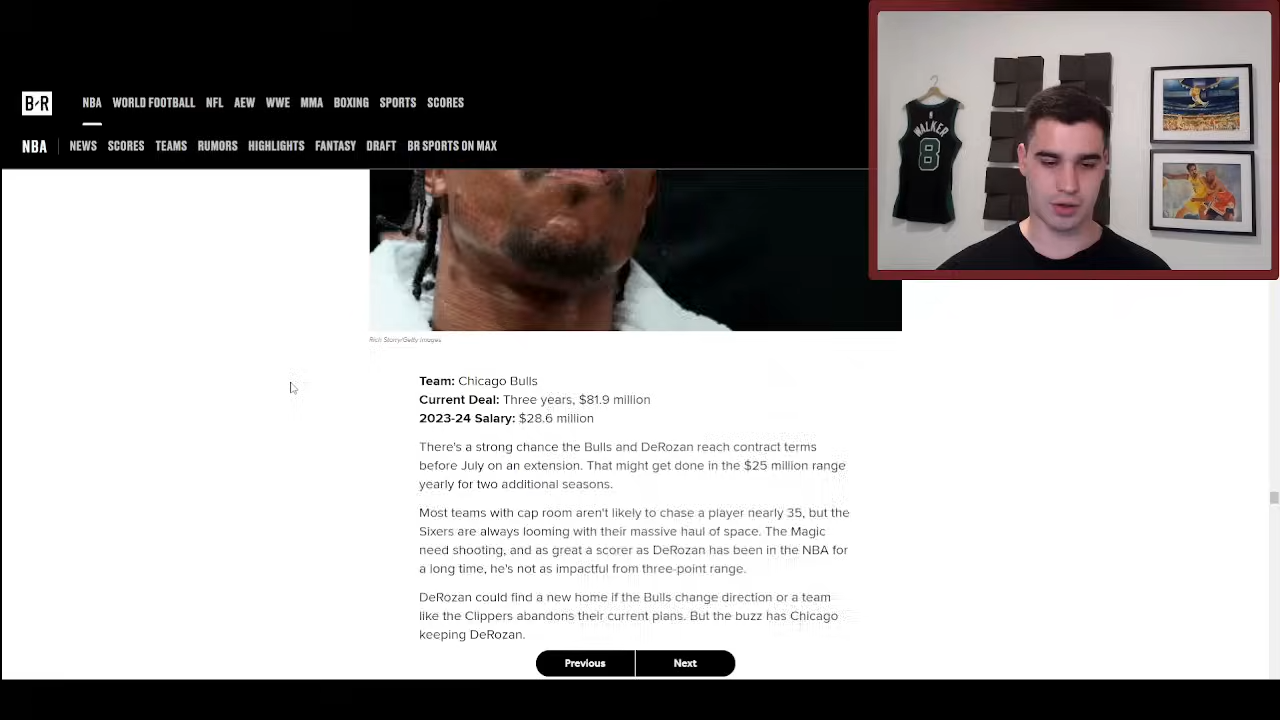 B/R
NBA WORLD FOOTBALL NFL AEW WWE MMA BOXING SPORTS SCORES
NBA NEWS SCORES TEAMS RUMORS HIGHLIGHTS FANTASY DRAFT BR SPORTS ON MAX
WALKER
8
Rich Storry/Getty Images
Team: Chicago Bulls
Current Deal: Three years, $81.9 million
2023-24 Salary: $28.6 million
There's a strong chance the Bulls and DeRozan reach contract terms
before July on an extension. That might get done in the $25 million range
yearly for two additional seasons.
Most teams with cap room aren't likely to chase a player nearly 35, but the
Sixers are always looming with their massive haul of space. The Magic
need shooting, and as great a scorer as DeRozan has been in the NBA for
a long time, he's not as impactful from three-point range.
DeRozan could find a new home if the Bulls change direction or a team
like the Clippers abandons their current plans. But the buzz has Chicago
keeping DeRozan.
Previous Next